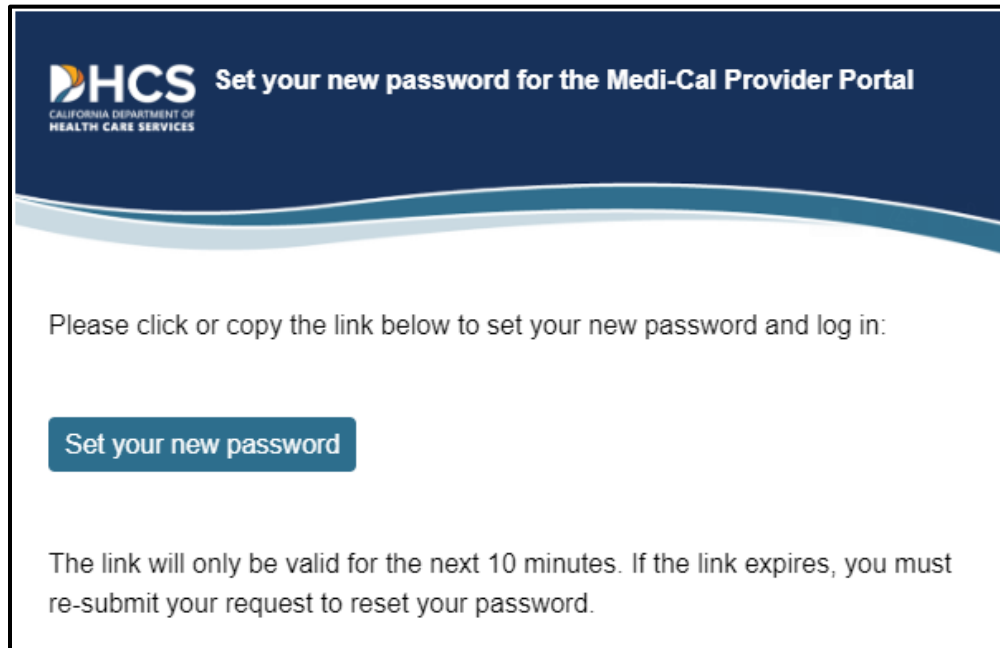 DHCS
CALIFORNIA DEPARTMENT OF
HEALTH CARE SERVICES
Set your new password for the Medi-Cal Provider Portal
Please click or copy the link below to set your new password and log in:
Set your new password
The link will only be valid for the next 10 minutes. If the link expires, you must
re-submit your request to reset your password.